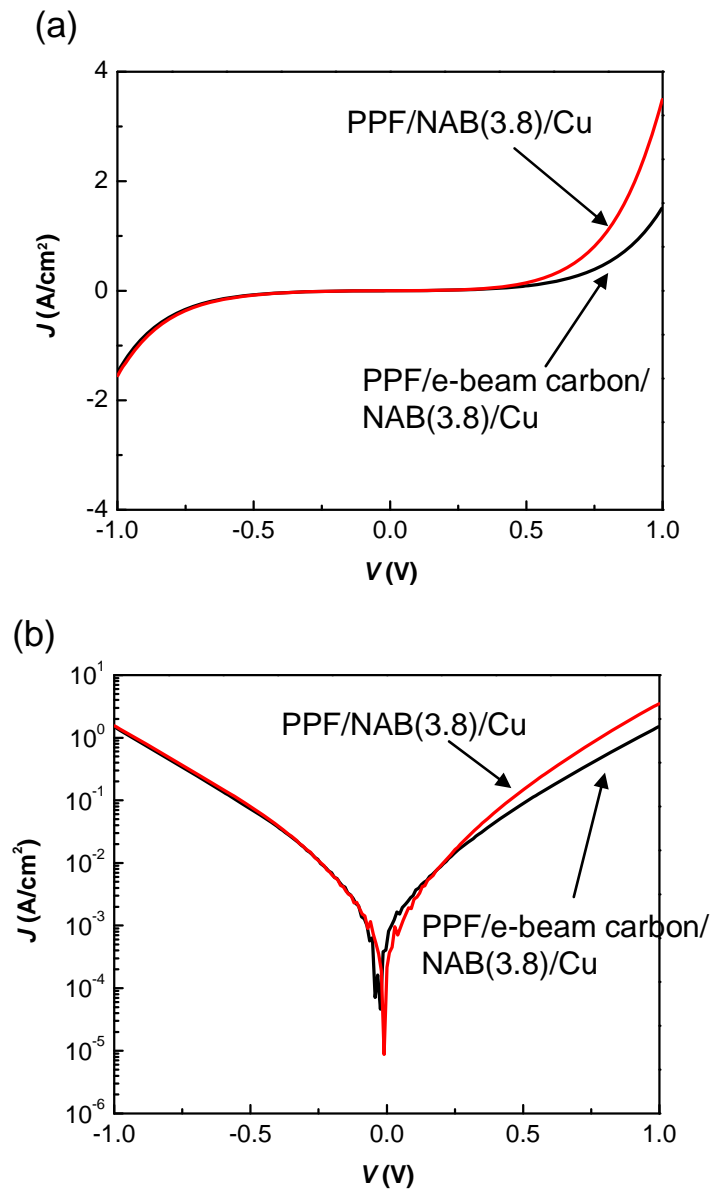 (a)
4
2
0
-2
-4
J (A/cm²)
PPF/NAB(3.8)/Cu
PPF/e-beam carbon/
NAB(3.8)/Cu
-1.0 -0.5 0.0 0.5 1.0
V (V)
(b)
10¹
10⁰
10⁻¹
10⁻²
10⁻³
10⁻⁴
10⁻⁵
10⁻⁶
J (A/cm²)
PPF/NAB(3.8)/Cu
PPF/e-beam carbon/
NAB(3.8)/Cu
-1.0 -0.5 0.0 0.5 1.0
V (V)